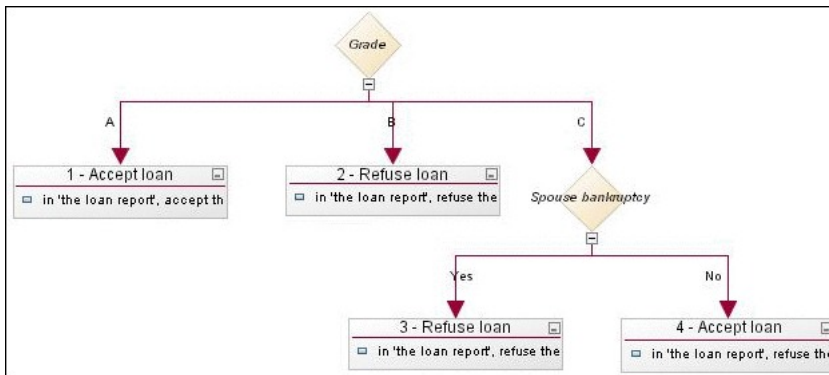 Grade
A
B
C
1 - Accept loan
in 'the loan report', accept th
2 - Refuse loan
in 'the loan report', refuse the
Spouse bankruptcy
Yes
No
3 - Refuse loan
in 'the loan report', refuse the
4 - Accept loan
in 'the loan report', refuse the